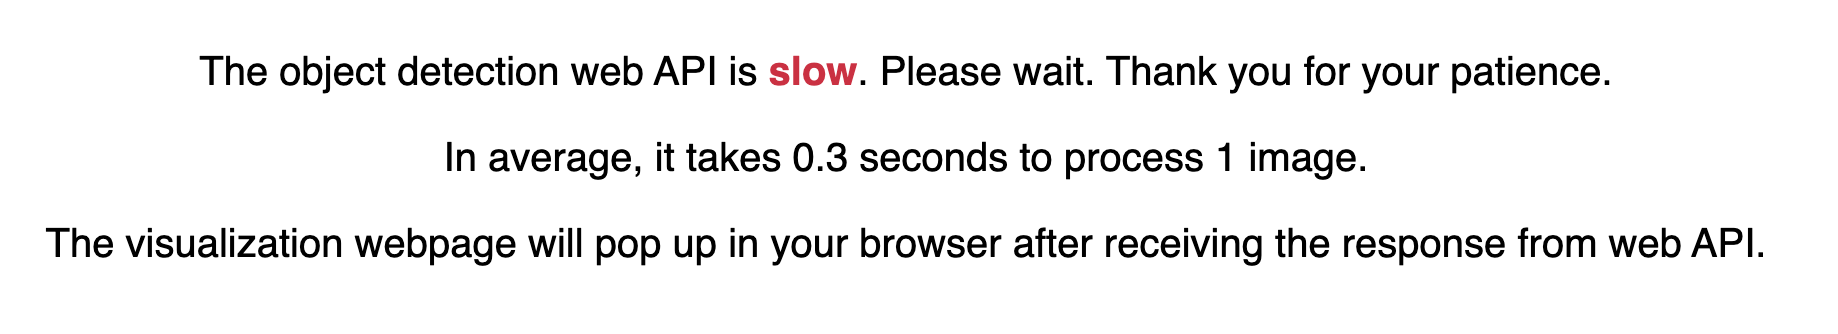 The object detection web API is slow. Please wait. Thank you for your patience.
In average, it takes 0.3 seconds to process 1 image.
The visualization webpage will pop up in your browser after receiving the response from web API.